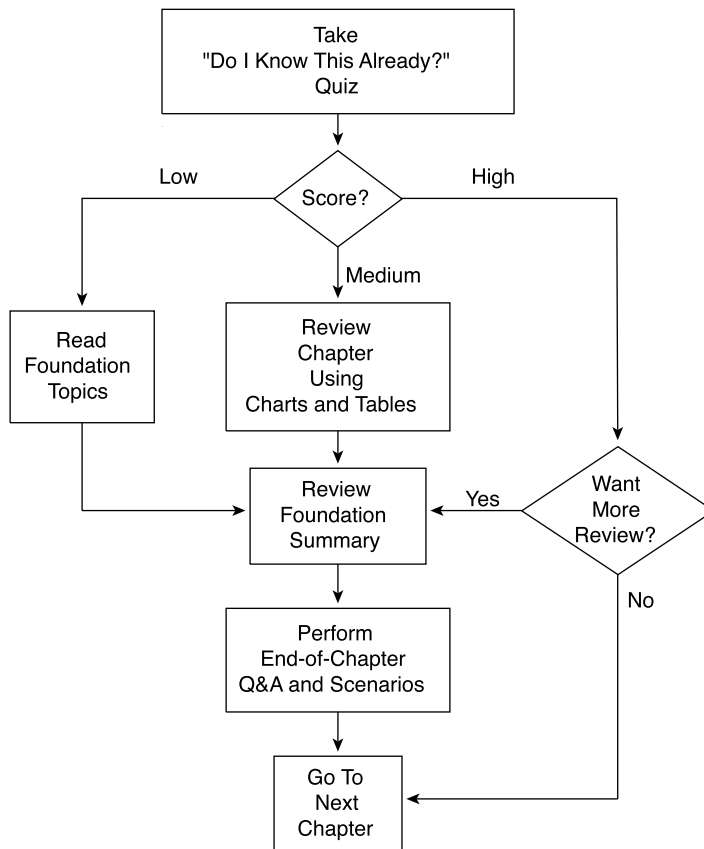 Take
"Do I Know This Already?"
Quiz
Low
Score?
High
Medium
Read
Foundation
Topics
Review
Chapter
Using
Charts and Tables
Review
Foundation
Summary
Yes
Want
More
Review?
No
Perform
End-of-Chapter
Q&A and Scenarios
Go To
Next
Chapter